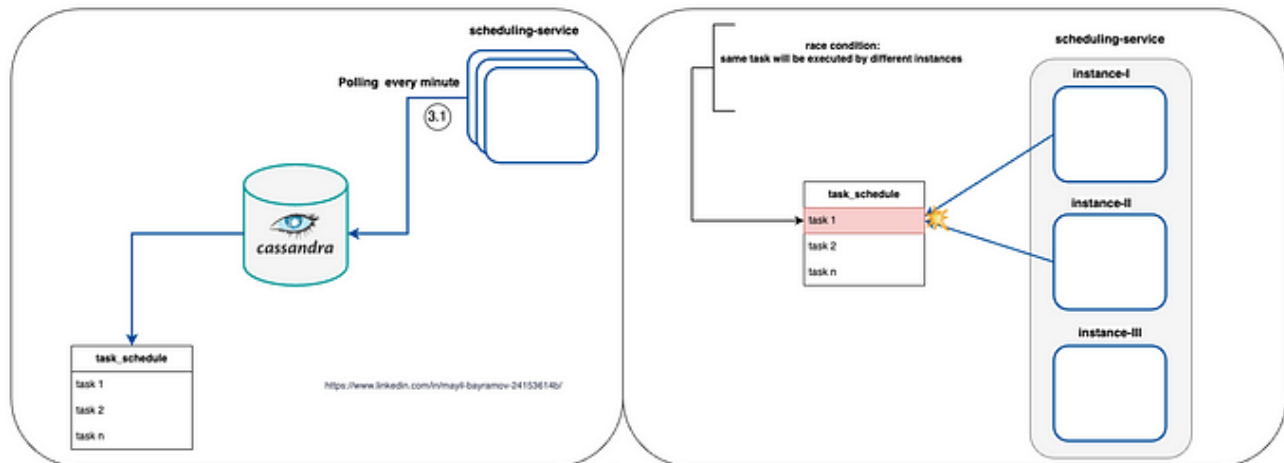 scheduling-service
Polling every minute
3.1
cassandra
task_schedule
task 1
task 2
task n
https://www.linkedin.com/in/mayil-bayramov-24153614b/
race condition:
same task will be executed by different instances
scheduling-service
instance-I
task_schedule
task 1
task 2
task n
instance-II
instance-III